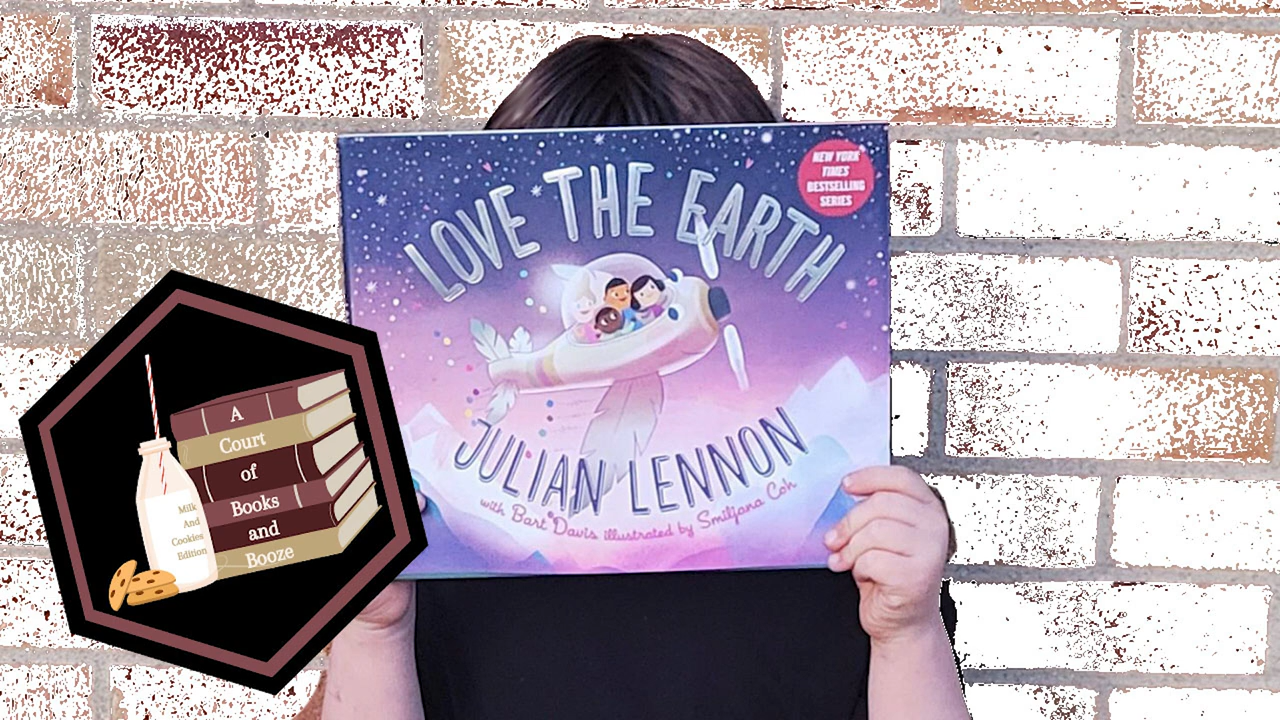 NEW YORK
TIMES
BESTSELLING
SERIES
LOVE THE EARTH
JULIAN LENNON
with Bart Davis illustrated by Smiljana Coh
A
Court
of
Books
and
Booze
Milk
And
Cookies
Edition